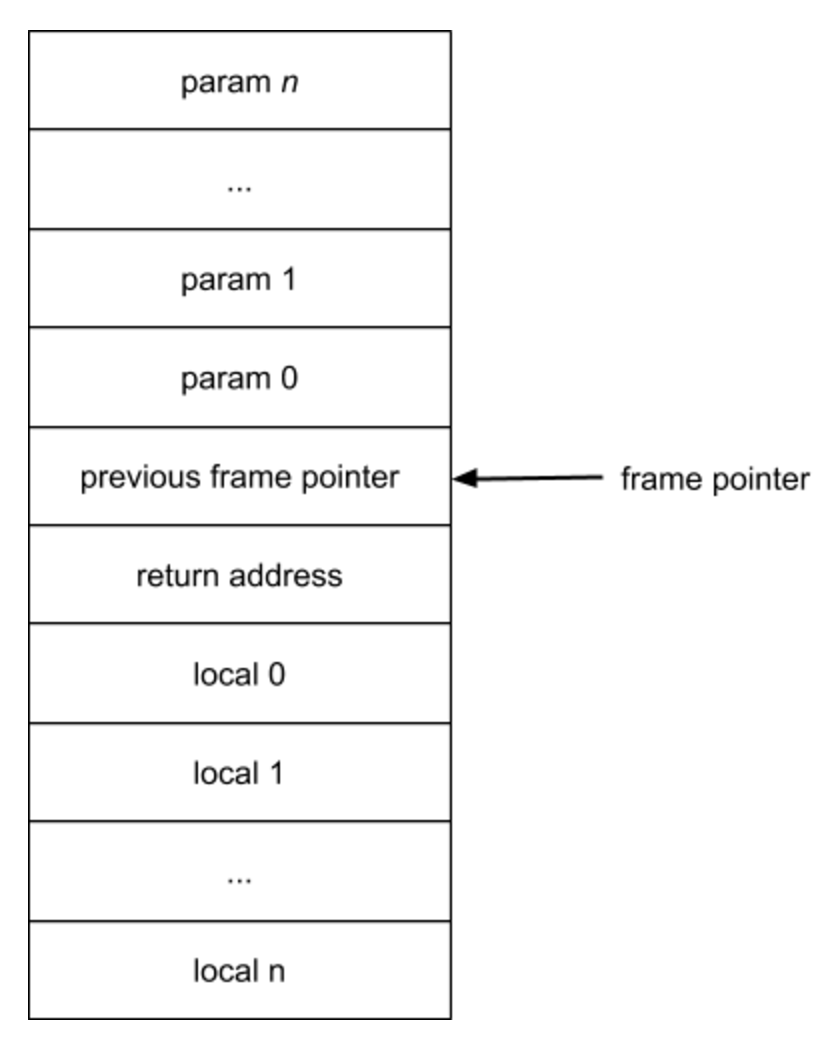 param n
...
param 1
param 0
previous frame pointer
frame pointer
return address
local 0
local 1
...
local n